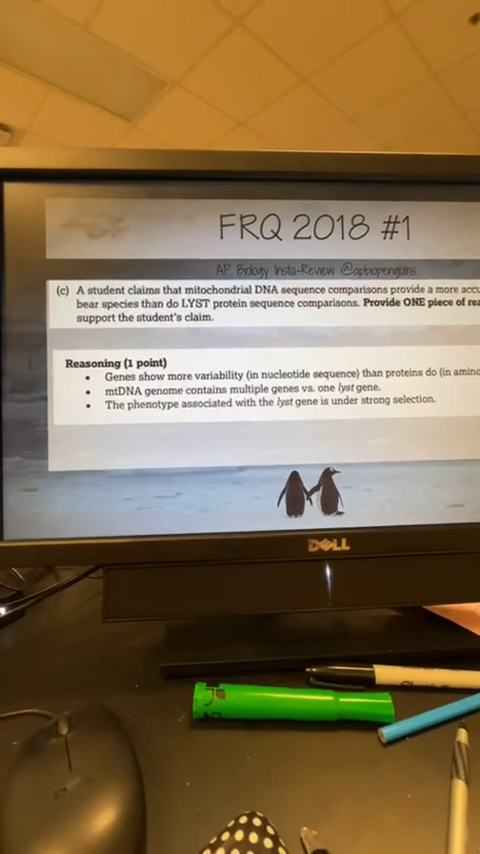 FRQ 2018 #1
AP Biology Insta-Review @apbiopenguins
(c) A student claims that mitochondrial DNA sequence comparisons provide a more accu
bear species than do LYST protein sequence comparisons. Provide ONE piece of rea
support the student's claim.
Reasoning (1 point)
• Genes show more variability (in nucleotide sequence) than proteins do (in amino
• mtDNA genome contains multiple genes vs. one lyst gene.
• The phenotype associated with the lyst gene is under strong selection.
DELL